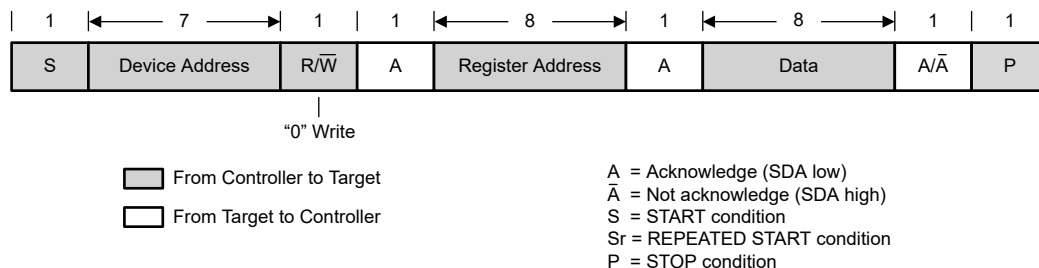 1 7 1 1 8 1 8 1 1
S Device Address R/W̅ A Register Address A Data A/A̅ P
“0” Write
From Controller to Target
From Target to Controller
A = Acknowledge (SDA low)
A̅ = Not acknowledge (SDA high)
S = START condition
Sr = REPEATED START condition
P = STOP condition